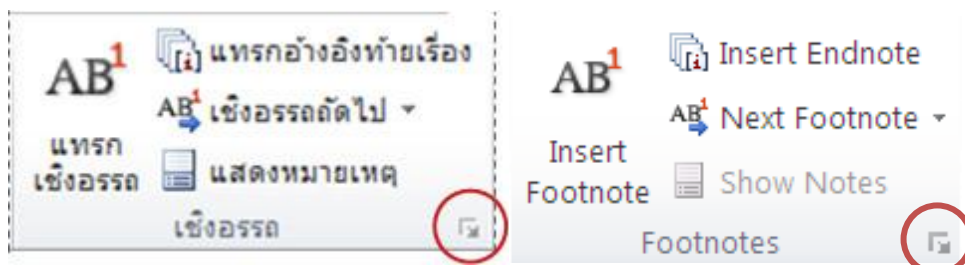 AB¹
แทรก
เชิงอรรถ
แทรกอ้างอิงท้ายเรื่อง
เชิงอรรถถัดไป
แสดงหมายเหตุ
เชิงอรรถ
AB¹
Insert
Footnote
Insert Endnote
Next Footnote
Show Notes
Footnotes